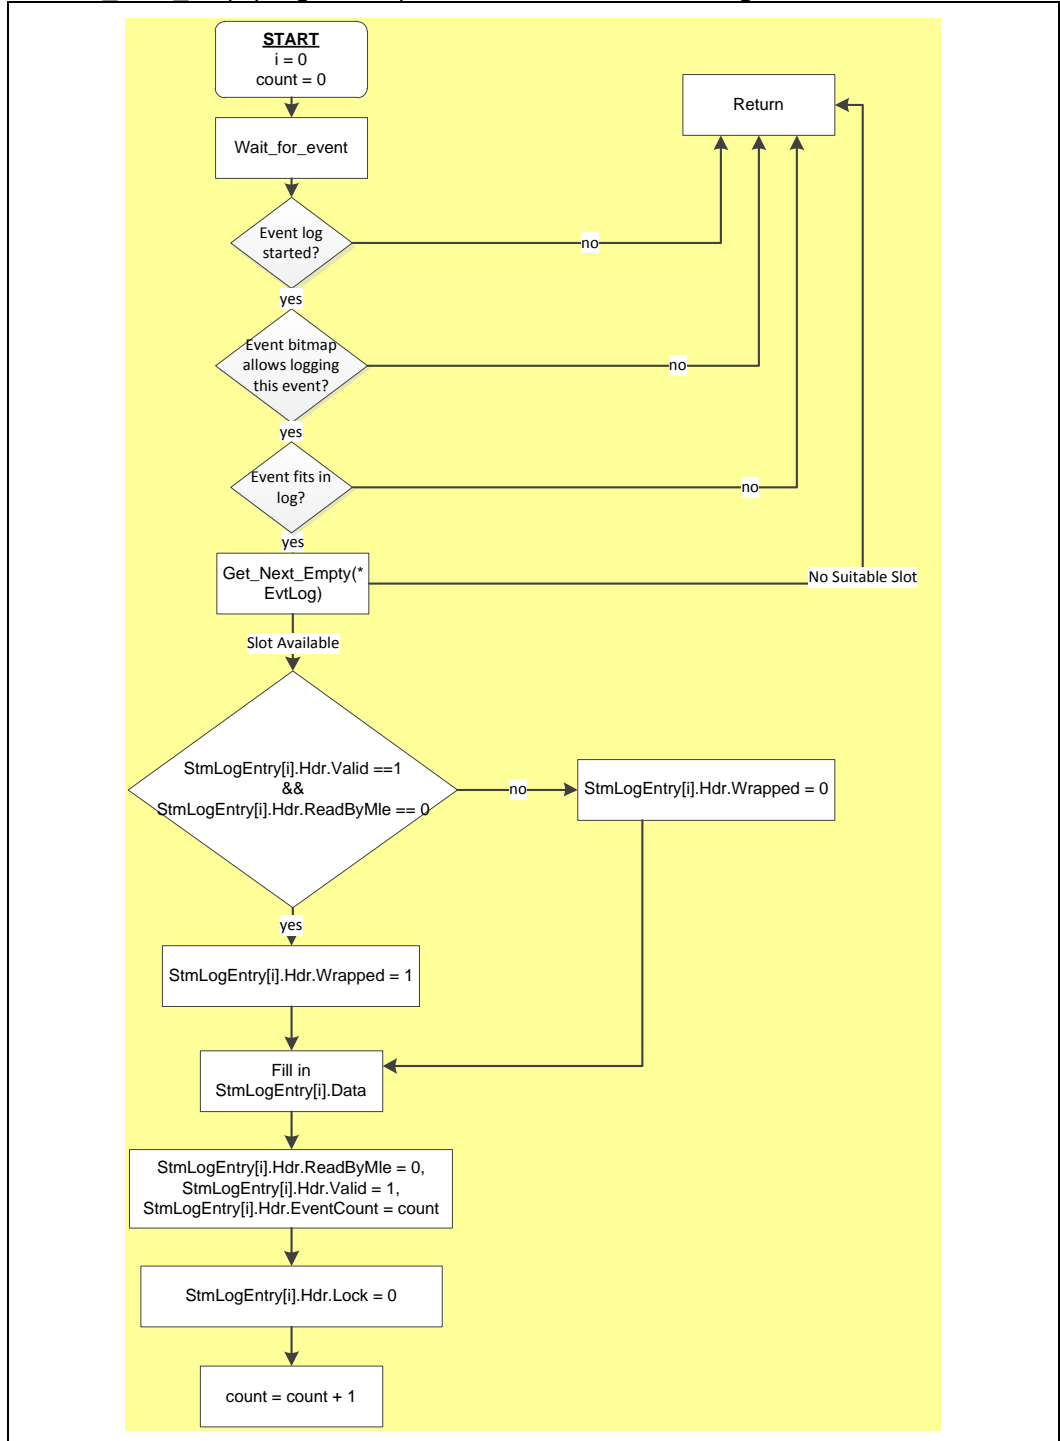 START
i = 0
count = 0
Return
Wait_for_event
Event log
started?
no
yes
Event bitmap
allows logging
this event?
no
yes
Event fits in
log?
no
yes
Get_Next_Empty(*
EvtLog)
No Suitable Slot
Slot Available
StmLogEntry[i].Hdr.Valid ==1
&&
StmLogEntry[i].Hdr.ReadByMle == 0
no
StmLogEntry[i].Hdr.Wrapped = 0
yes
StmLogEntry[i].Hdr.Wrapped = 1
Fill in
StmLogEntry[i].Data
StmLogEntry[i].Hdr.ReadByMle = 0,
StmLogEntry[i].Hdr.Valid = 1,
StmLogEntry[i].Hdr.EventCount = count
StmLogEntry[i].Hdr.Lock = 0
count = count + 1